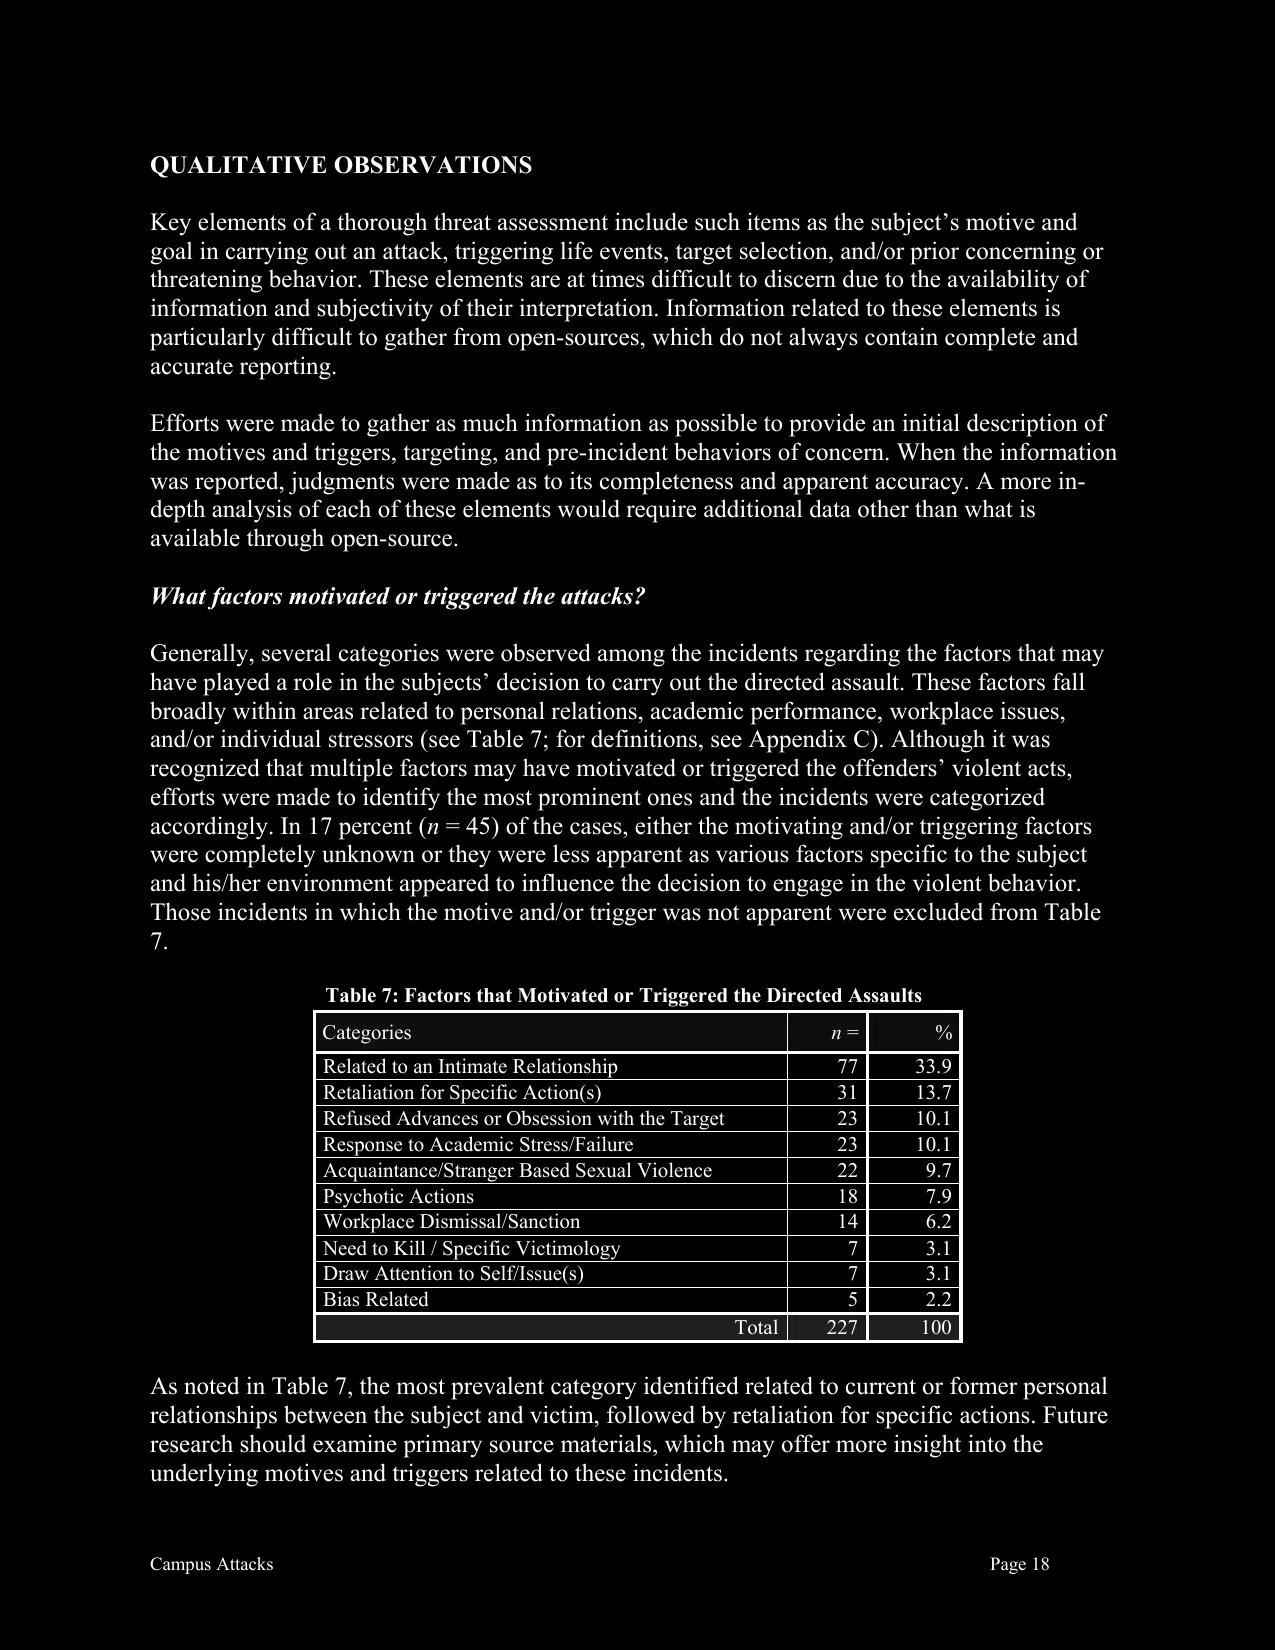 QUALITATIVE OBSERVATIONS
Key elements of a thorough threat assessment include such items as the subject’s motive and
goal in carrying out an attack, triggering life events, target selection, and/or prior concerning or
threatening behavior. These elements are at times difficult to discern due to the availability of
information and subjectivity of their interpretation. Information related to these elements is
particularly difficult to gather from open-sources, which do not always contain complete and
accurate reporting.
Efforts were made to gather as much information as possible to provide an initial description of
the motives and triggers, targeting, and pre-incident behaviors of concern. When the information
was reported, judgments were made as to its completeness and apparent accuracy. A more in-
depth analysis of each of these elements would require additional data other than what is
available through open-source.
What factors motivated or triggered the attacks?
Generally, several categories were observed among the incidents regarding the factors that may
have played a role in the subjects’ decision to carry out the directed assault. These factors fall
broadly within areas related to personal relations, academic performance, workplace issues,
and/or individual stressors (see Table 7; for definitions, see Appendix C). Although it was
recognized that multiple factors may have motivated or triggered the offenders’ violent acts,
efforts were made to identify the most prominent ones and the incidents were categorized
accordingly. In 17 percent (n = 45) of the cases, either the motivating and/or triggering factors
were completely unknown or they were less apparent as various factors specific to the subject
and his/her environment appeared to influence the decision to engage in the violent behavior.
Those incidents in which the motive and/or trigger was not apparent were excluded from Table
7.
Table 7: Factors that Motivated or Triggered the Directed Assaults
Categories n = %
Related to an Intimate Relationship 77 33.9
Retaliation for Specific Action(s) 31 13.7
Refused Advances or Obsession with the Target 23 10.1
Response to Academic Stress/Failure 23 10.1
Acquaintance/Stranger Based Sexual Violence 22 9.7
Psychotic Actions 18 7.9
Workplace Dismissal/Sanction 14 6.2
Need to Kill / Specific Victimology 7 3.1
Draw Attention to Self/Issue(s) 7 3.1
Bias Related 5 2.2
Total 227 100
As noted in Table 7, the most prevalent category identified related to current or former personal
relationships between the subject and victim, followed by retaliation for specific actions. Future
research should examine primary source materials, which may offer more insight into the
underlying motives and triggers related to these incidents.
Campus Attacks Page 18